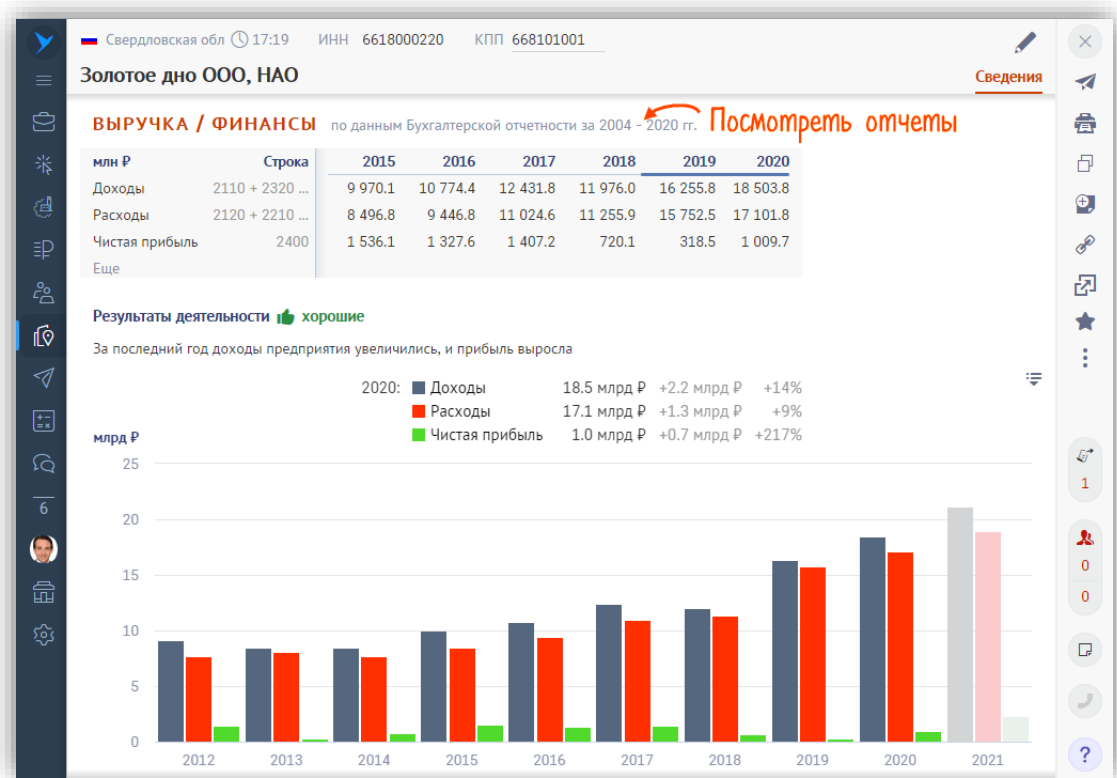 Свердловская обл 17:19 ИНН 6618000220 КПП 668101001
Золотое дно ООО, НАО
Сведения
ВЫРУЧКА / ФИНАНСЫ по данным Бухгалтерской отчетности за 2004 - 2020 гг. Посмотреть отчеты
млн ₽ Строка 2015 2016 2017 2018 2019 2020
Доходы 2110 + 2320 ... 9 970.1 10 774.4 12 431.8 11 976.0 16 255.8 18 503.8
Расходы 2120 + 2210 ... 8 496.8 9 446.8 11 024.6 11 255.9 15 752.5 17 101.8
Чистая прибыль 2400 1 536.1 1 327.6 1 407.2 720.1 318.5 1 009.7
Еще
Результаты деятельности хорошие
За последний год доходы предприятия увеличились, и прибыль выросла
2020: Доходы 18.5 млрд ₽ +2.2 млрд ₽ +14%
Расходы 17.1 млрд ₽ +1.3 млрд ₽ +9%
Чистая прибыль 1.0 млрд ₽ +0.7 млрд ₽ +217%
млрд ₽
25
20
15
10
5
0
2012 2013 2014 2015 2016 2017 2018 2019 2020 2021
6
1
0
0
?